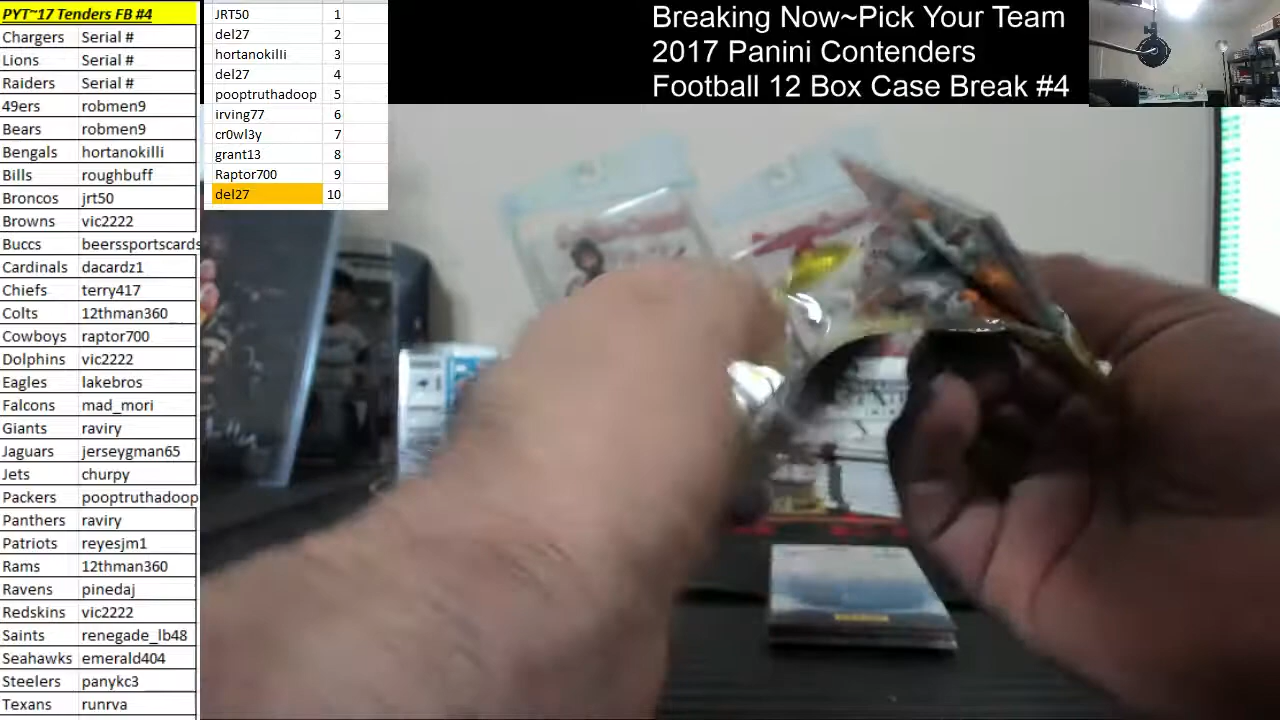 PYT~17 Tenders FB #4
Chargers Serial #
Lions Serial #
Raiders Serial #
49ers robmen9
Bears robmen9
Bengals hortanokilli
Bills roughbuff
Broncos jrt50
Browns vic2222
Buccs beerssportscards
Cardinals dacardz1
Chiefs terry417
Colts 12thman360
Cowboys raptor700
Dolphins vic2222
Eagles lakebros
Falcons mad_mori
Giants raviry
Jaguars jerseygman65
Jets churpy
Packers pooptruthadoop
Panthers raviry
Patriots reyesjm1
Rams 12thman360
Ravens pinedaj
Redskins vic2222
Saints renegade_lb48
Seahawks emerald404
Steelers panykc3
Texans runrva
JRT50 1
del27 2
hortanokilli 3
del27 4
pooptruthadoop 5
irving77 6
cr0wl3y 7
grant13 8
Raptor700 9
del27 10
Breaking Now~Pick Your Team
2017 Panini Contenders
Football 12 Box Case Break #4